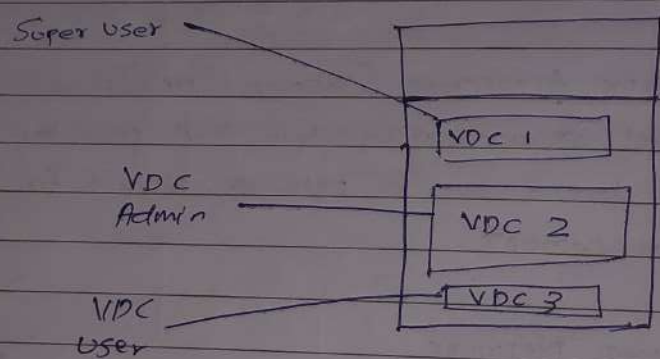 Super user
VDC 1
VDC
Admin
VDC 2
VDC
User
VDC 3